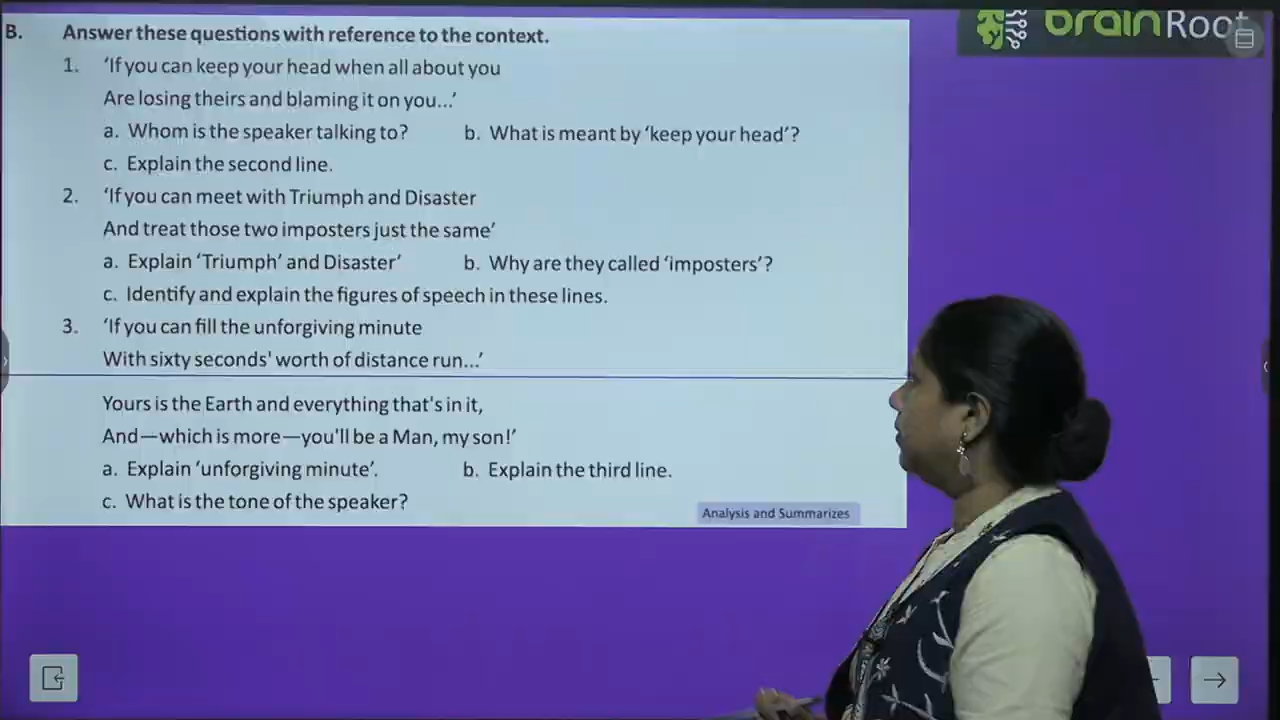 brainRoot
B. Answer these questions with reference to the context.
1. ‘If you can keep your head when all about you
Are losing theirs and blaming it on you...’
a. Whom is the speaker talking to? b. What is meant by ‘keep your head’?
c. Explain the second line.
2. ‘If you can meet with Triumph and Disaster
And treat those two imposters just the same’
a. Explain ‘Triumph’ and Disaster’ b. Why are they called ‘imposters’?
c. Identify and explain the figures of speech in these lines.
3. ‘If you can fill the unforgiving minute
With sixty seconds' worth of distance run...’
Yours is the Earth and everything that's in it,
And—which is more—you'll be a Man, my son!’
a. Explain ‘unforgiving minute’. b. Explain the third line.
c. What is the tone of the speaker?
Analysis and Summarizes